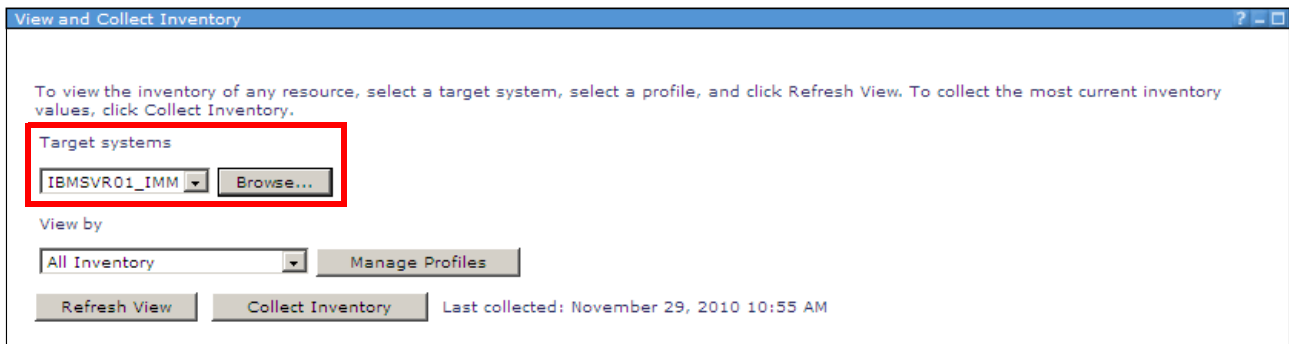 View and Collect Inventory ? – □
To view the inventory of any resource, select a target system, select a profile, and click Refresh View. To collect the most current inventory
values, click Collect Inventory.
Target systems
IBMSVR01_IMM Browse...
View by
All Inventory Manage Profiles
Refresh View Collect Inventory Last collected: November 29, 2010 10:55 AM